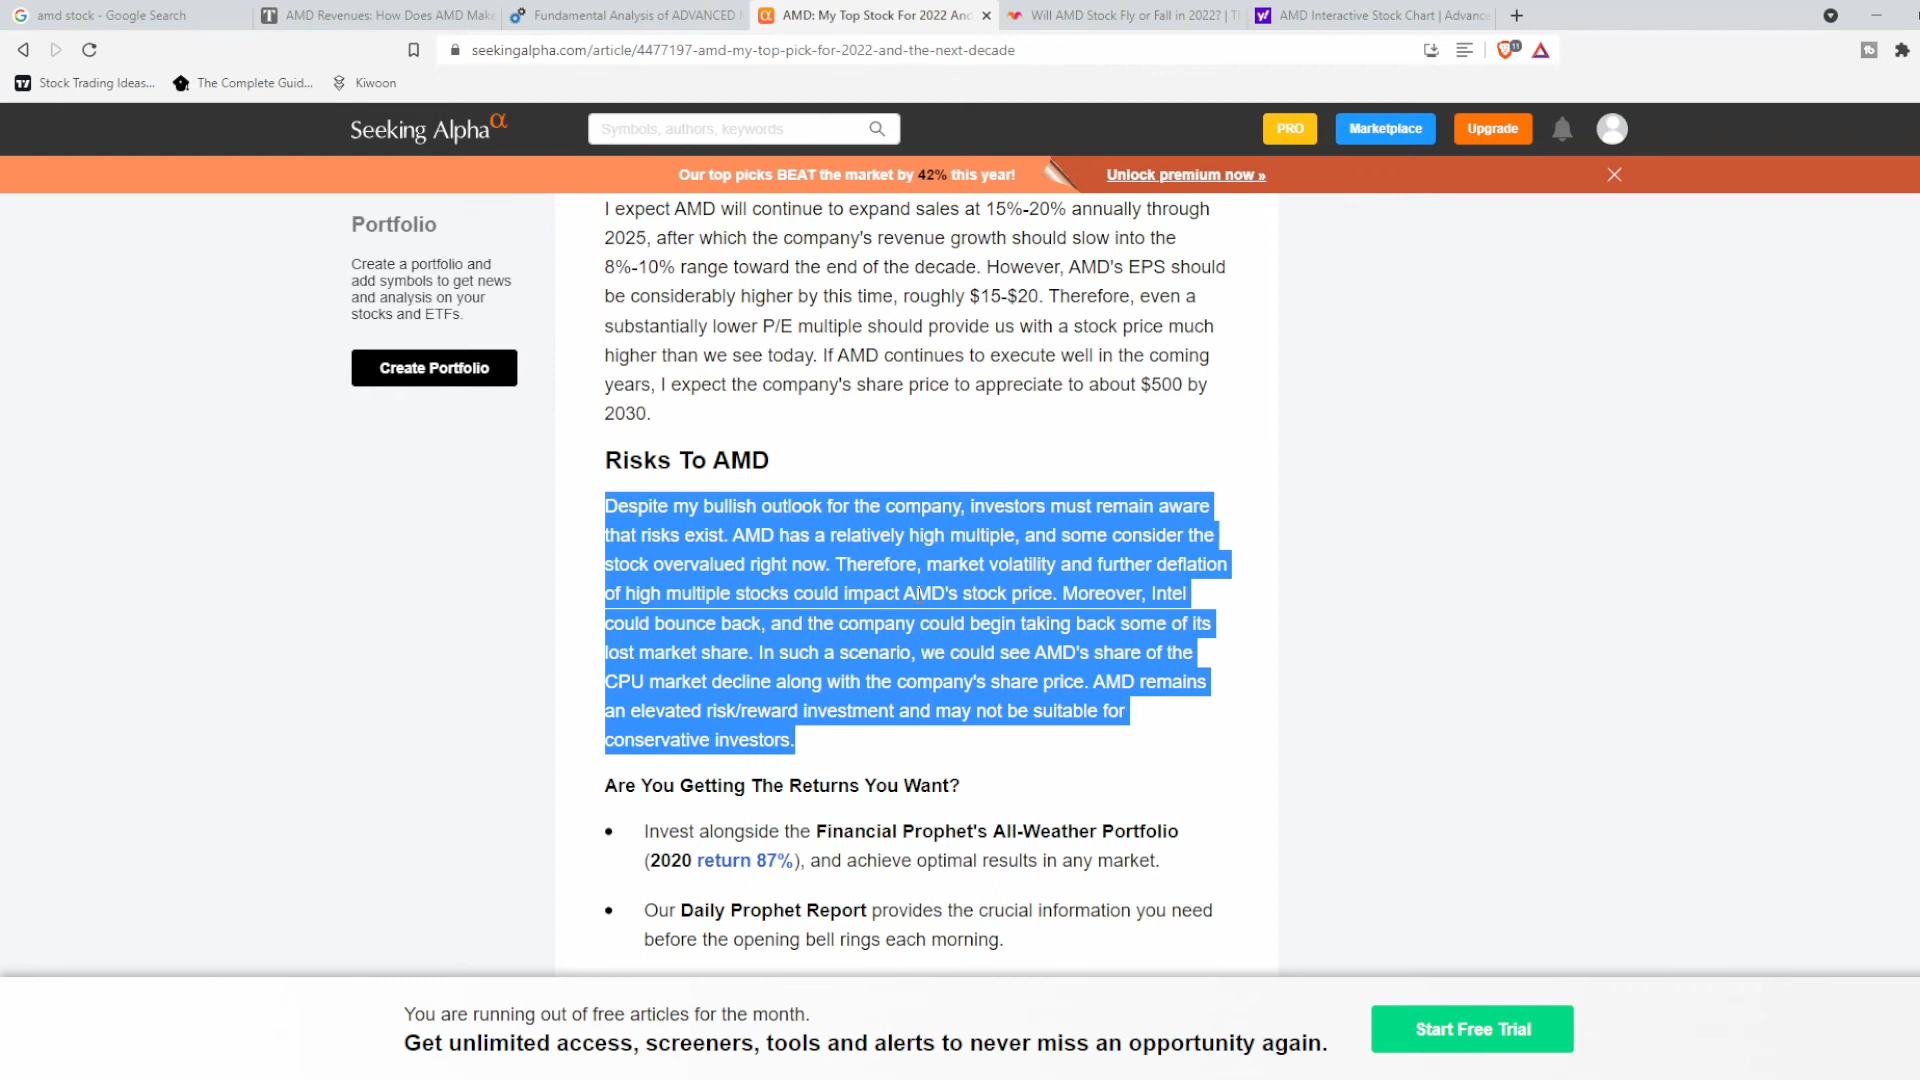 amd stock - Google Search
AMD Revenues: How Does AMD Make
Fundamental Analysis of ADVANCED
AMD: My Top Stock For 2022 And
Will AMD Stock Fly or Fall in 2022? | Ti
AMD Interactive Stock Chart | Advance
seekingalpha.com/article/4477197-amd-my-top-pick-for-2022-and-the-next-decade
11
Stock Trading Ideas...
The Complete Guid...
Kiwoon
Seeking Alpha α
Symbols, authors, keywords
PRO
Marketplace
Upgrade
Our top picks BEAT the market by 42% this year!
Unlock premium now »
Portfolio
Create a portfolio and
add symbols to get news
and analysis on your
stocks and ETFs.
Create Portfolio
I expect AMD will continue to expand sales at 15%-20% annually through
2025, after which the company's revenue growth should slow into the
8%-10% range toward the end of the decade. However, AMD's EPS should
be considerably higher by this time, roughly $15-$20. Therefore, even a
substantially lower P/E multiple should provide us with a stock price much
higher than we see today. If AMD continues to execute well in the coming
years, I expect the company's share price to appreciate to about $500 by
2030.
Risks To AMD
Despite my bullish outlook for the company, investors must remain aware
that risks exist. AMD has a relatively high multiple, and some consider the
stock overvalued right now. Therefore, market volatility and further deflation
of high multiple stocks could impact AMD's stock price. Moreover, Intel
could bounce back, and the company could begin taking back some of its
lost market share. In such a scenario, we could see AMD's share of the
CPU market decline along with the company's share price. AMD remains
an elevated risk/reward investment and may not be suitable for
conservative investors.
Are You Getting The Returns You Want?
• Invest alongside the Financial Prophet's All-Weather Portfolio
(2020 return 87%), and achieve optimal results in any market.
• Our Daily Prophet Report provides the crucial information you need
before the opening bell rings each morning.
You are running out of free articles for the month.
Get unlimited access, screeners, tools and alerts to never miss an opportunity again.
Start Free Trial